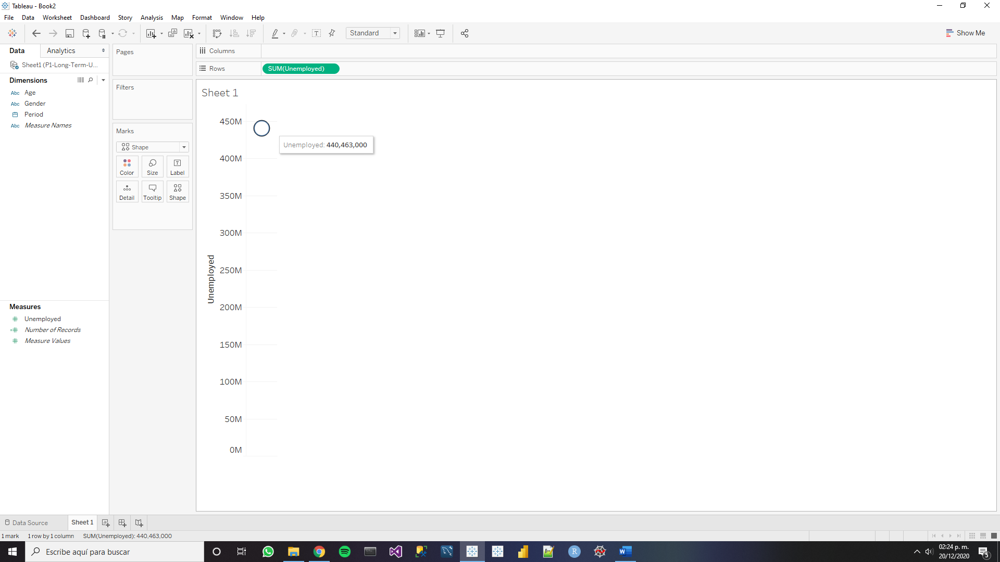 Tableau - Book2
File Data Worksheet Dashboard Story Analysis Map Format Window Help
Standard
Show Me
Data Analytics
Sheet1 (P1-Long-Term-U...
Dimensions
Abc Age
Abc Gender
Period
Abc Measure Names
Measures
Unemployed
Number of Records
Measure Values
Pages
Filters
Marks
Shape
Color Size Label
Detail Tooltip Shape
Columns
Rows SUM(Unemployed)
Sheet 1
Unemployed
450M
400M
350M
300M
250M
200M
150M
100M
50M
0M
Unemployed: 440,463,000
Data Source Sheet 1
1 mark 1 row by 1 column SUM(Unemployed): 440,463,000
Escribe aquí para buscar
02:24 p. m.
20/12/2020
5